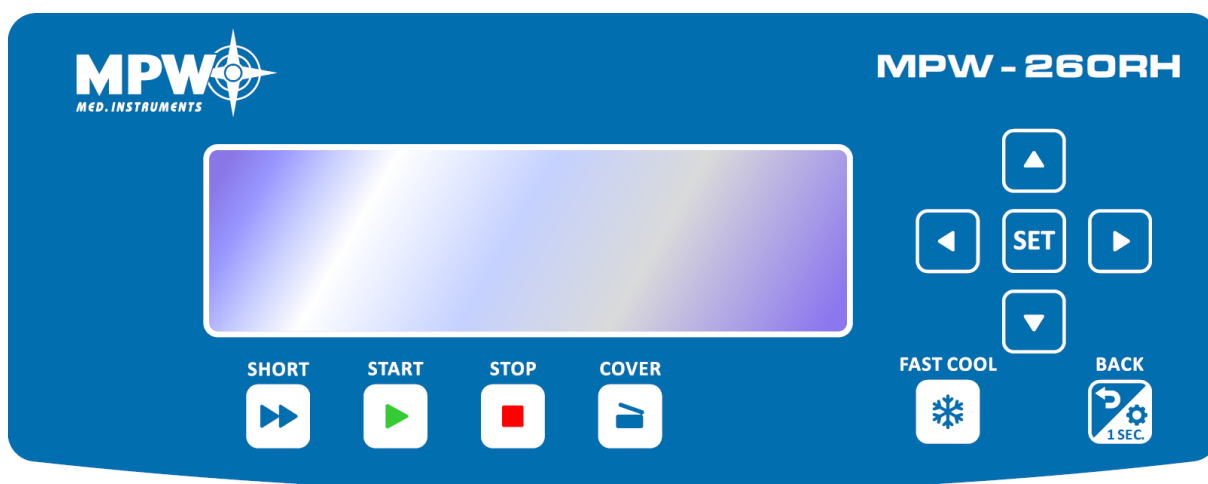 MPW
MED. INSTRUMENTS
MPW - 260RH
SET
SHORT
START
STOP
COVER
FAST COOL
BACK
1 SEC.